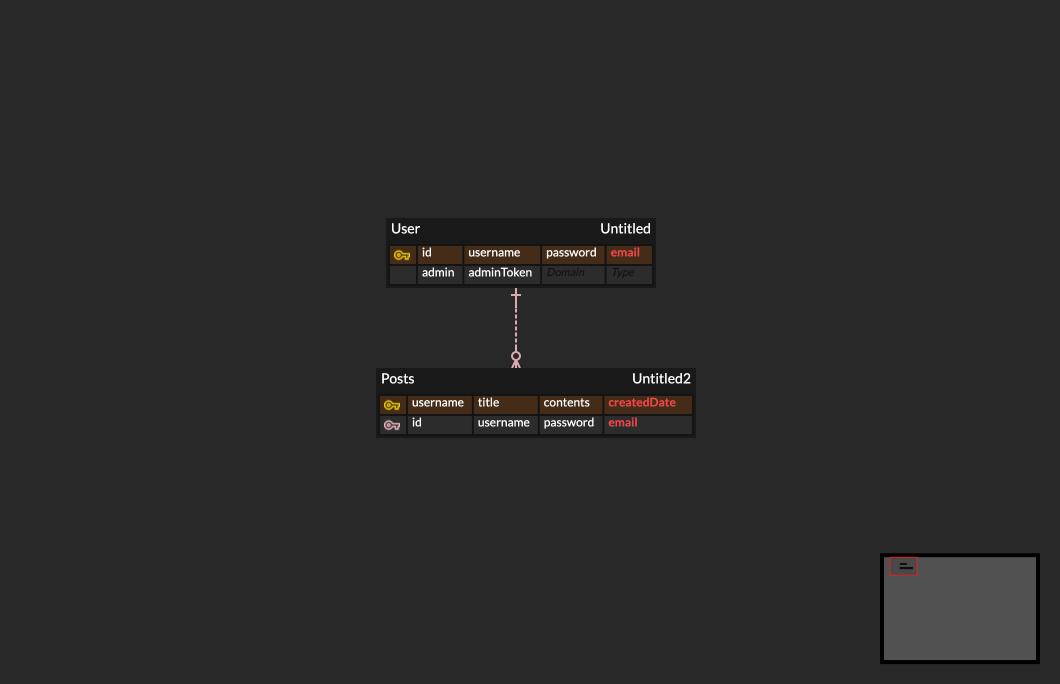 User Untitled
id username password email
admin adminToken Domain Type
Posts Untitled2
username title contents createdDate
id username password email